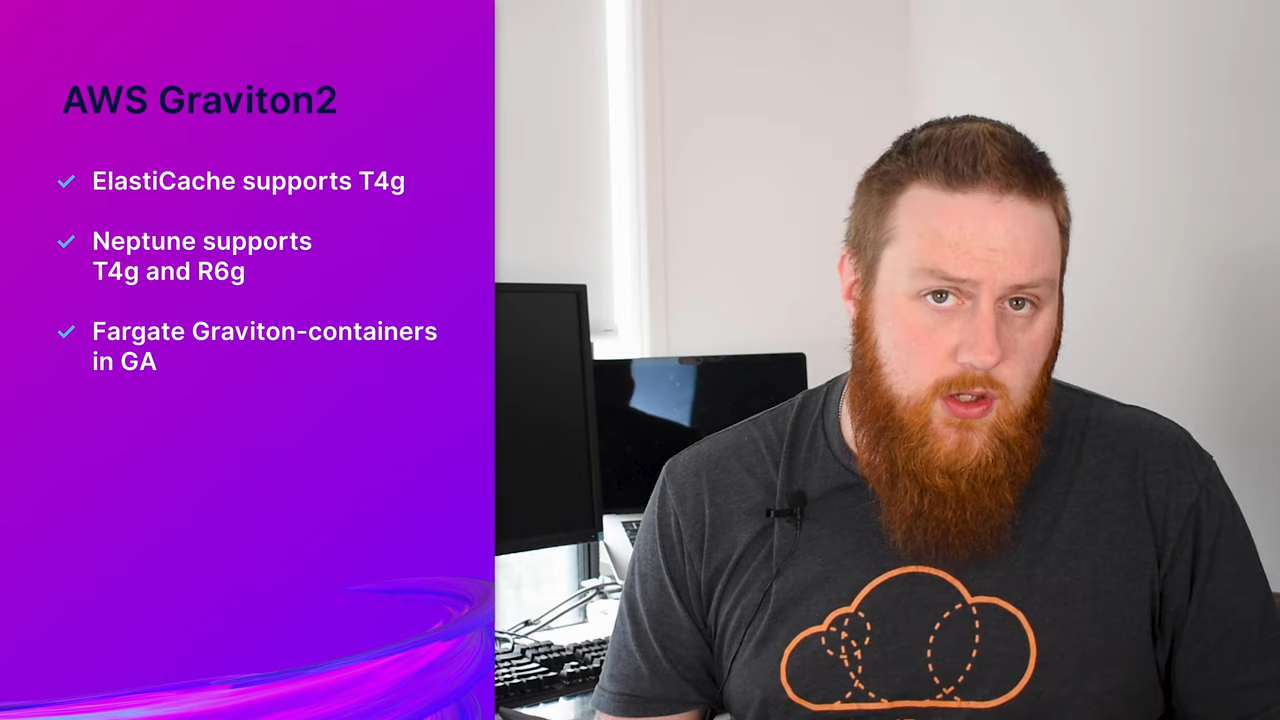 AWS Graviton2
ElastiCache supports T4g
Neptune supports
T4g and R6g
Fargate Graviton-containers
in GA